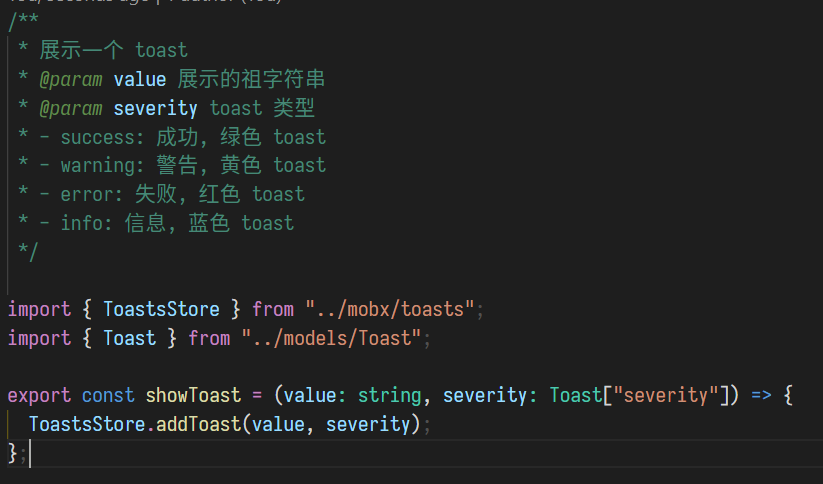 /**
 * 展示一个 toast
 * @param value 展示的祖字符串
 * @param severity toast 类型
 * - success: 成功, 绿色 toast
 * - warning: 警告, 黄色 toast
 * - error: 失败, 红色 toast
 * - info: 信息, 蓝色 toast
 */
import { ToastsStore } from "../mobx/toasts";
import { Toast } from "../models/Toast";
export const showToast = (value: string, severity: Toast["severity"]) => {
  ToastsStore.addToast(value, severity);
};